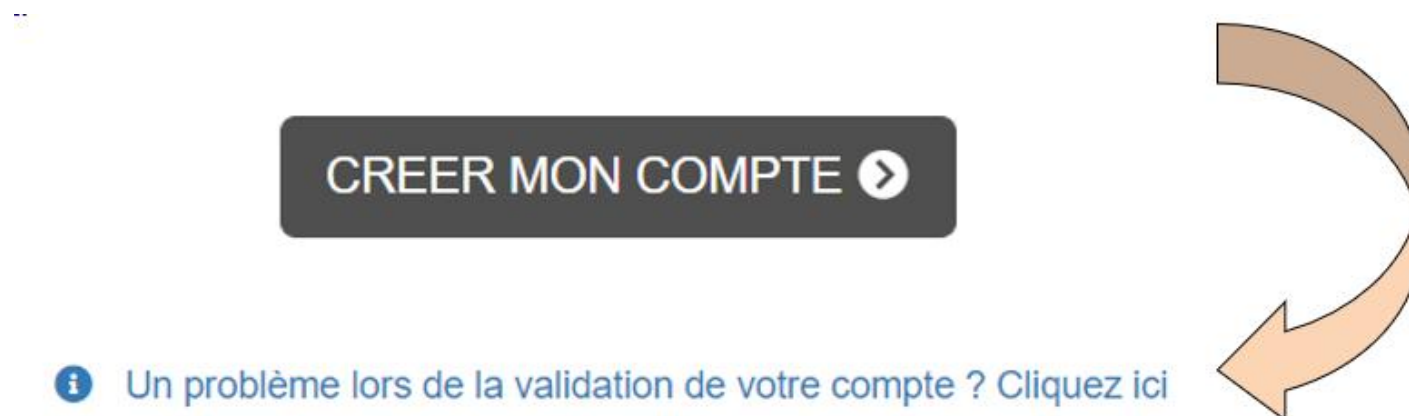 CREER MON COMPTE
Un problème lors de la validation de votre compte ? Cliquez ici